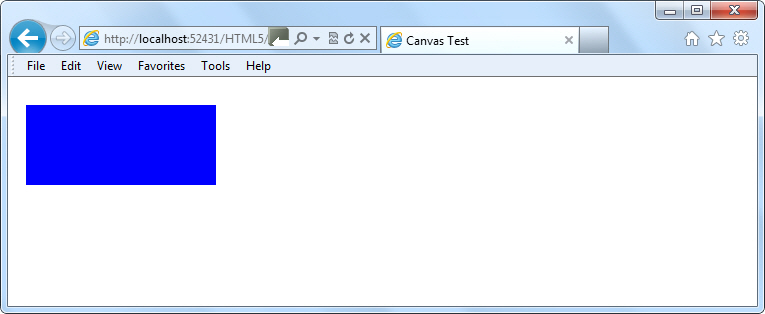 http://localhost:52431/HTML5/
Canvas Test
File Edit View Favorites Tools Help